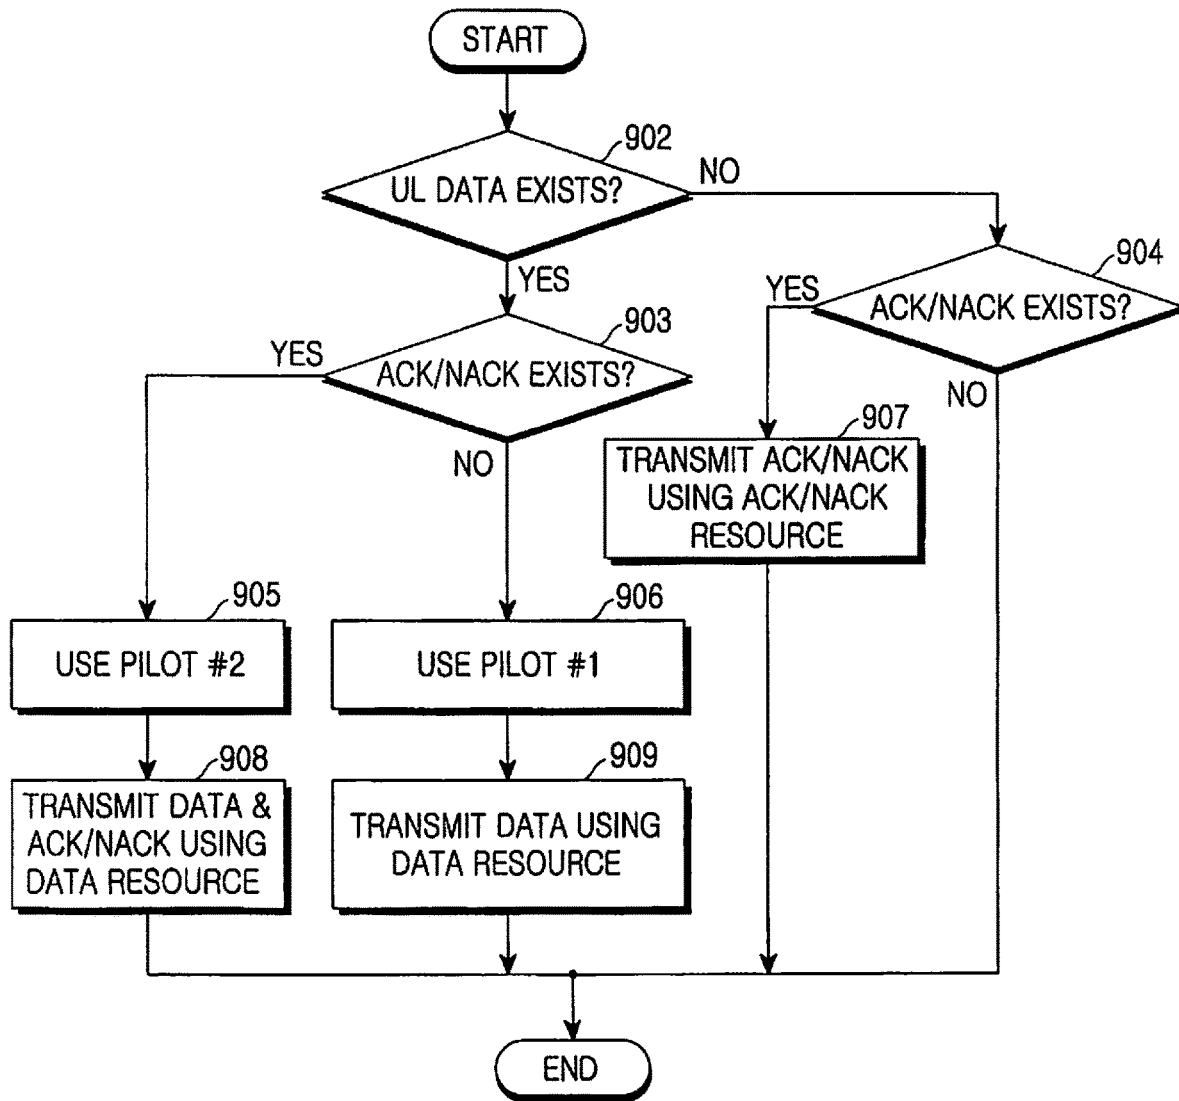 START
902
UL DATA EXISTS?
NO
YES
904
ACK/NACK EXISTS?
YES
NO
903
ACK/NACK EXISTS?
YES
NO
907
TRANSMIT ACK/NACK
USING ACK/NACK
RESOURCE
905
USE PILOT #2
906
USE PILOT #1
908
TRANSMIT DATA &
ACK/NACK USING
DATA RESOURCE
909
TRANSMIT DATA USING
DATA RESOURCE
END